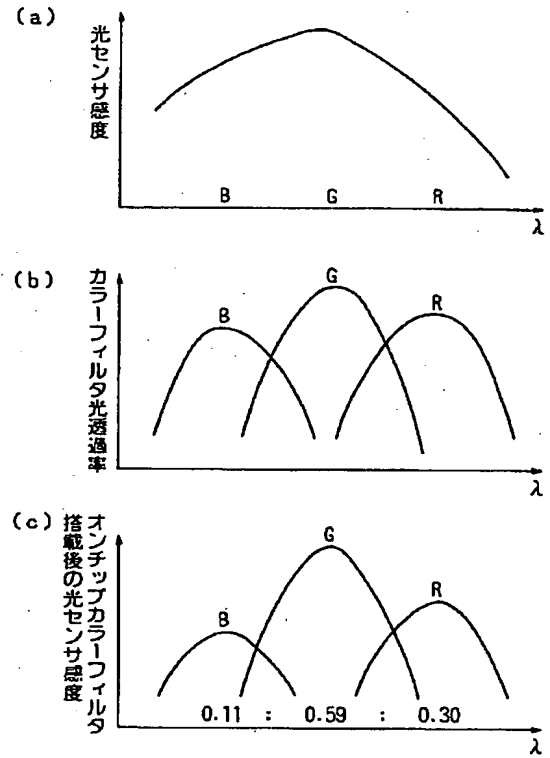 (a)
光センサ感度
B G R
λ
(b)
カラーフィルタ光透過率
B G R
λ
(c)
オンチップカラーフィルタ
搭載後の光センサ感度
B G R
0.11 : 0.59 : 0.30
λ